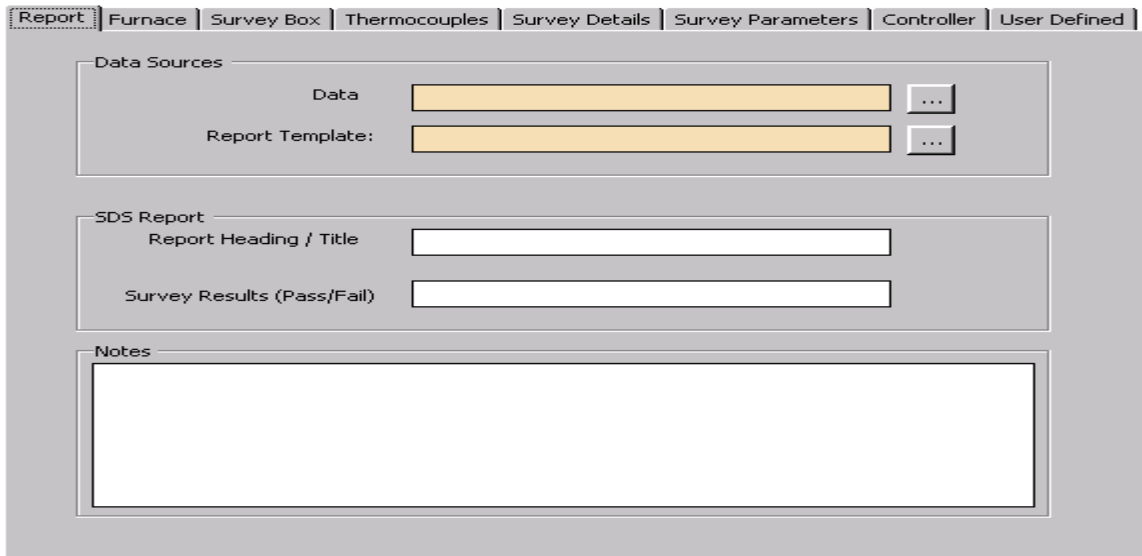 Report Furnace Survey Box Thermocouples Survey Details Survey Parameters Controller User Defined
Data Sources
Data ...
Report Template: ...
SDS Report
Report Heading / Title
Survey Results (Pass/Fail)
Notes